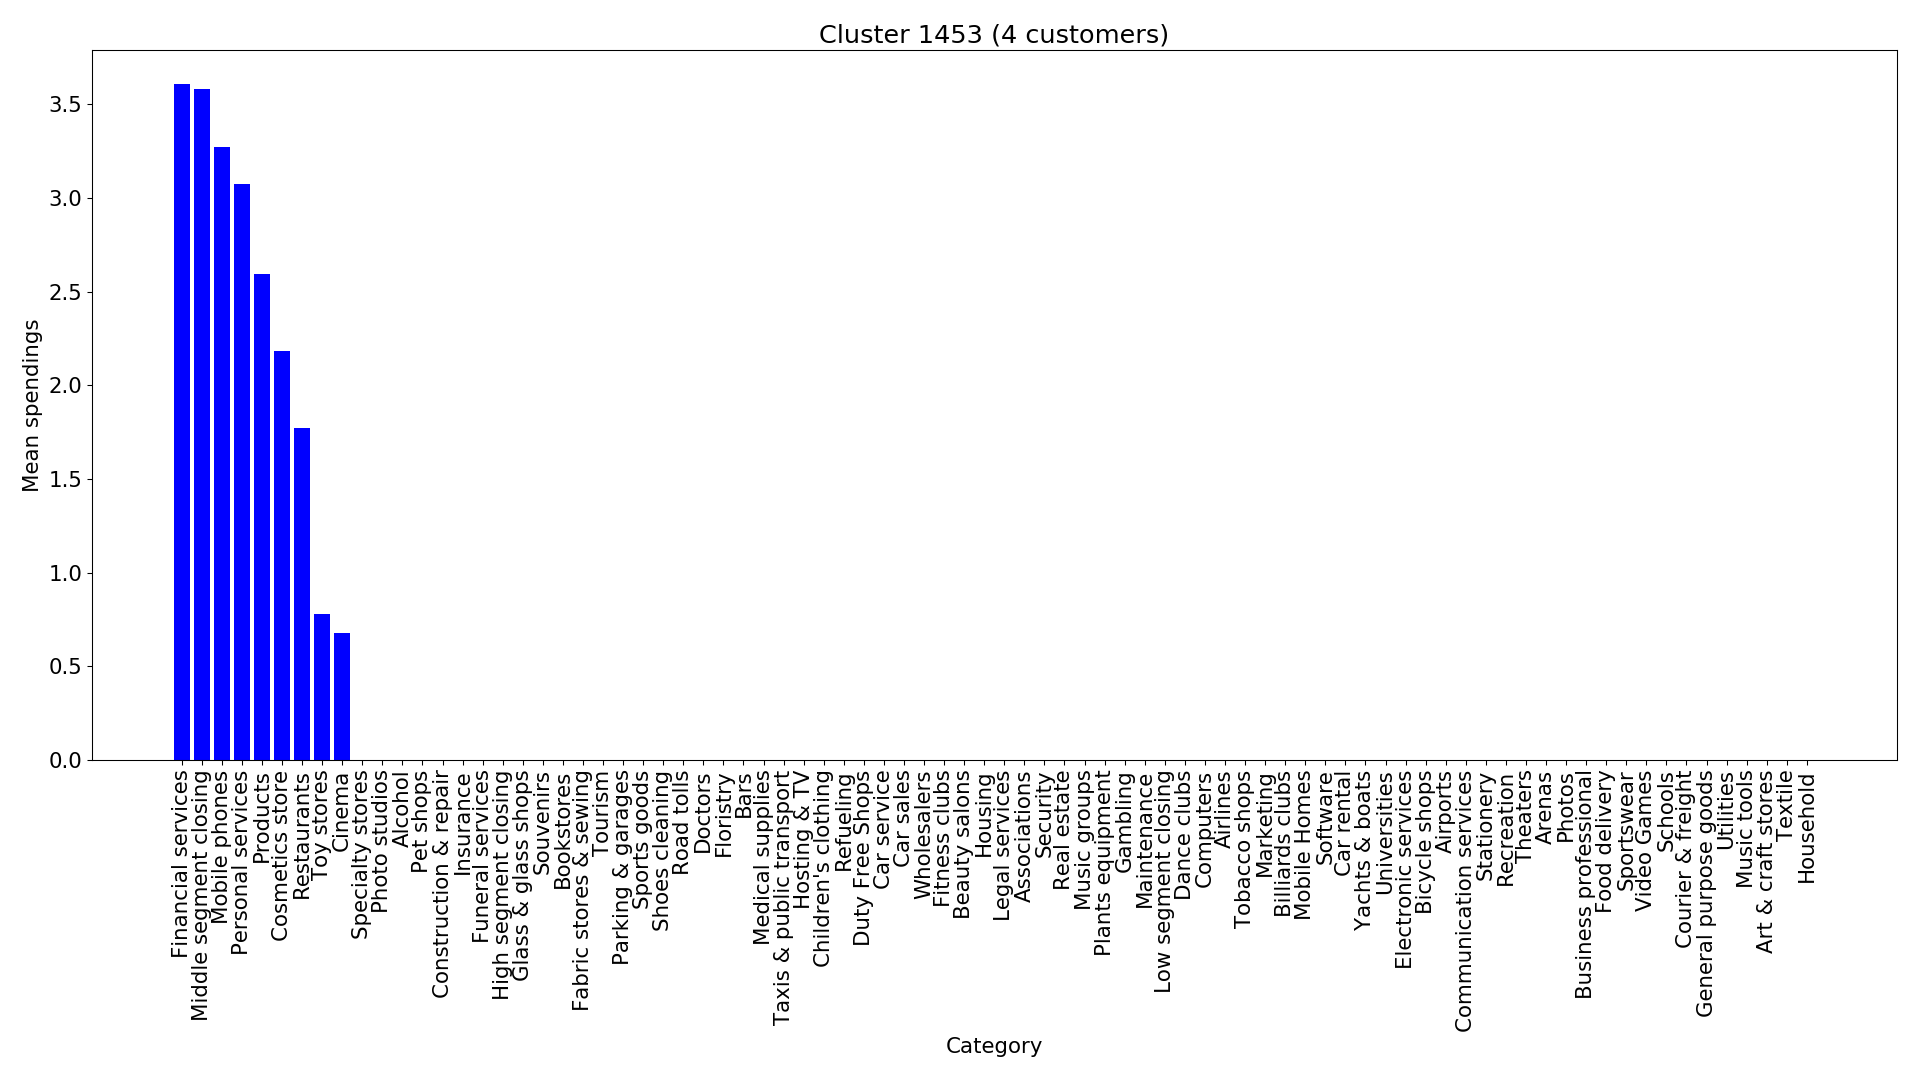 Cluster 1453 (4 customers)
Mean spendings
3.5
3.0
2.5
2.0
1.5
1.0
0.5
0.0
Financial services
Middle segment closing
Mobile phones
Personal services
Products
Cosmetics store
Restaurants
Toy stores
Cinema
Specialty stores
Photo studios
Alcohol
Pet shops
Construction & repair
Insurance
Funeral services
High segment closing
Glass & glass shops
Souvenirs
Bookstores
Fabric stores & sewing
Tourism
Parking & garages
Sports goods
Shoes cleaning
Road tolls
Doctors
Floristry
Bars
Medical supplies
Taxis & public transport
Hosting & TV
Children's clothing
Refueling
Duty Free Shops
Car service
Car sales
Wholesalers
Fitness clubs
Beauty salons
Housing
Legal services
Associations
Security
Real estate
Music groups
Plants equipment
Gambling
Maintenance
Low segment closing
Dance clubs
Computers
Airlines
Tobacco shops
Marketing
Billiards clubs
Mobile Homes
Software
Car rental
Yachts & boats
Universities
Electronic services
Bicycle shops
Airports
Communication services
Stationery
Recreation
Theaters
Arenas
Photos
Business professional
Food delivery
Sportswear
Video Games
Schools
Courier & freight
General purpose goods
Utilities
Music tools
Art & craft stores
Textile
Household
Category